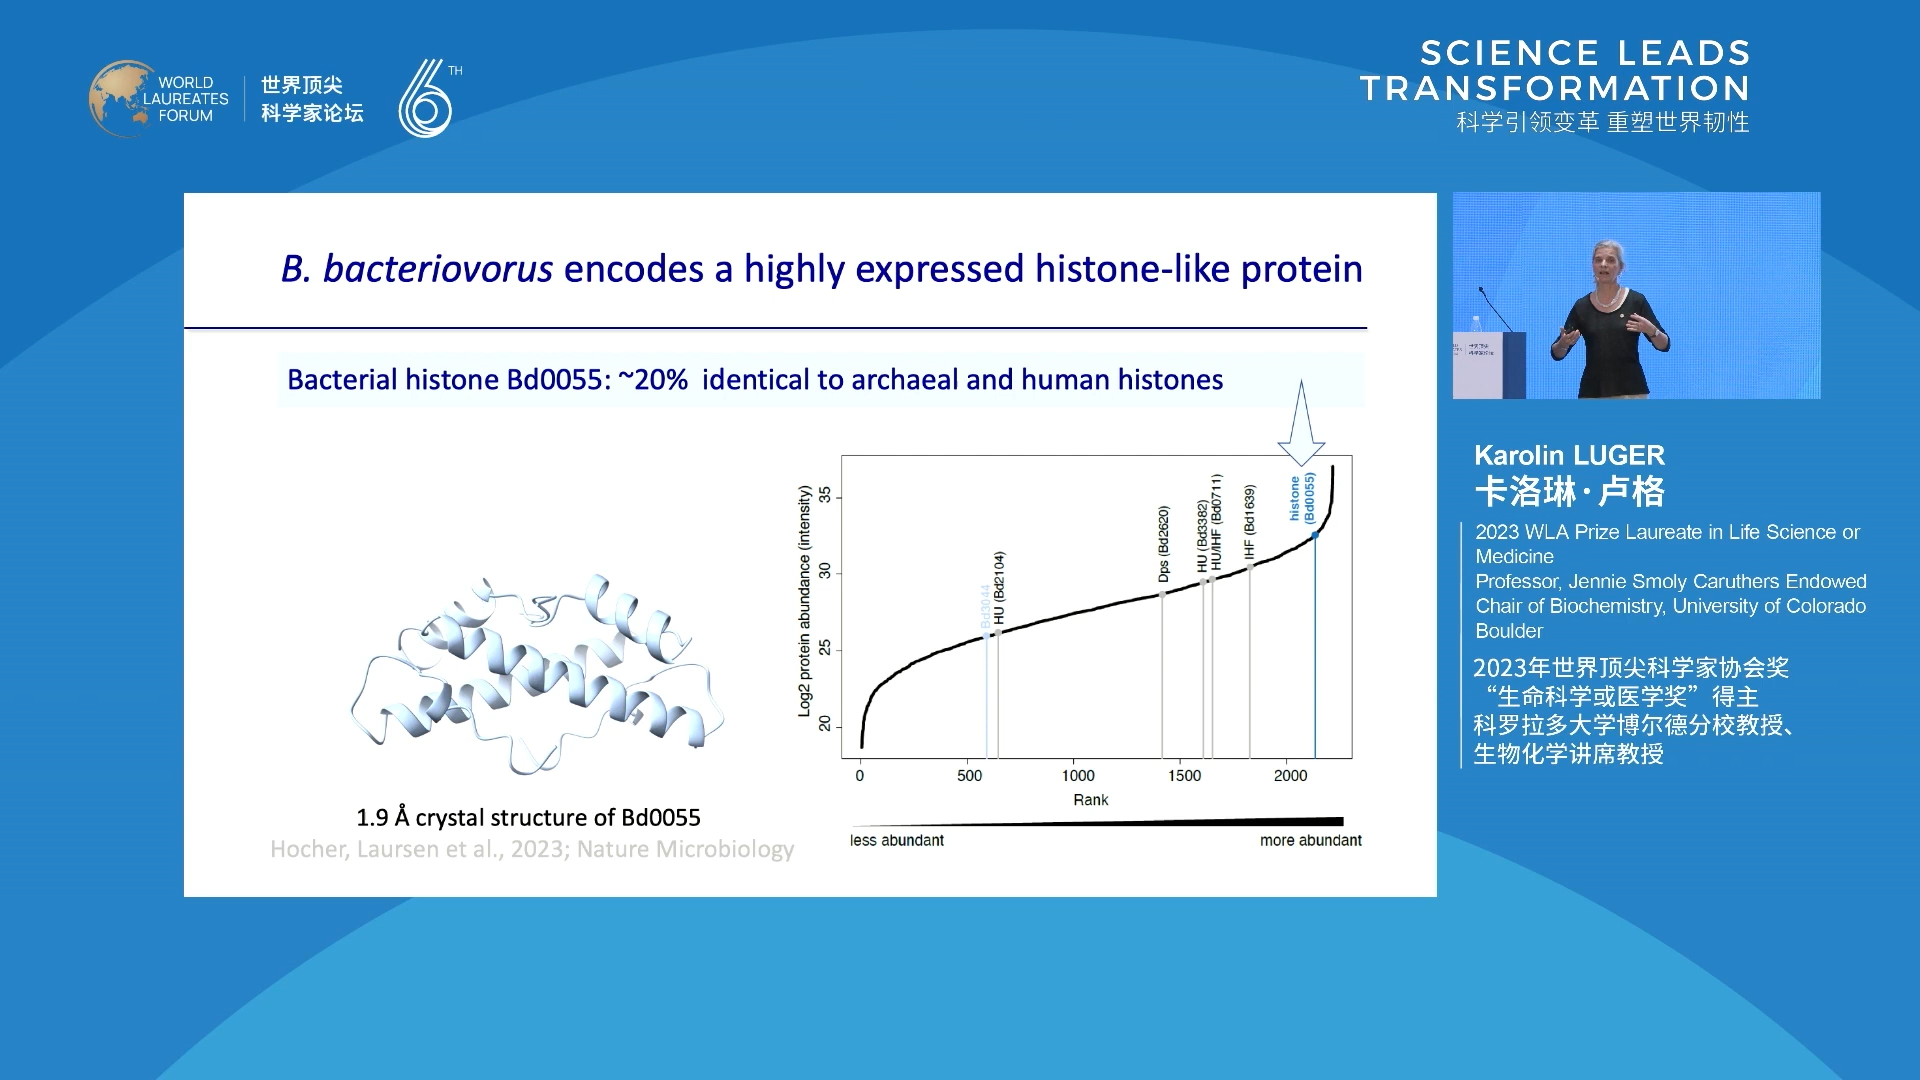 WORLD
LAUREATES
FORUM
世界顶尖
科学家论坛
6TH
SCIENCE LEADS
TRANSFORMATION
科学引领变革 重塑世界韧性
B. bacteriovorus encodes a highly expressed histone-like protein
Bacterial histone Bd0055: ~20% identical to archaeal and human histones
1.9 Å crystal structure of Bd0055
Hocher, Laursen et al., 2023; Nature Microbiology
Log2 protein abundance (intensity)
35
30
25
20
Bd3044
HU (Bd2104)
Dps (Bd2620)
HU (Bd3382)
HU/IHF (Bd0711)
IHF (Bd1639)
histone
(Bd0055)
0 500 1000 1500 2000
Rank
less abundant more abundant
Karolin LUGER
卡洛琳·卢格
2023 WLA Prize Laureate in Life Science or
Medicine
Professor, Jennie Smoly Caruthers Endowed
Chair of Biochemistry, University of Colorado
Boulder
2023年世界顶尖科学家协会奖
“生命科学或医学奖”得主
科罗拉多大学博尔德分校教授、
生物化学讲席教授